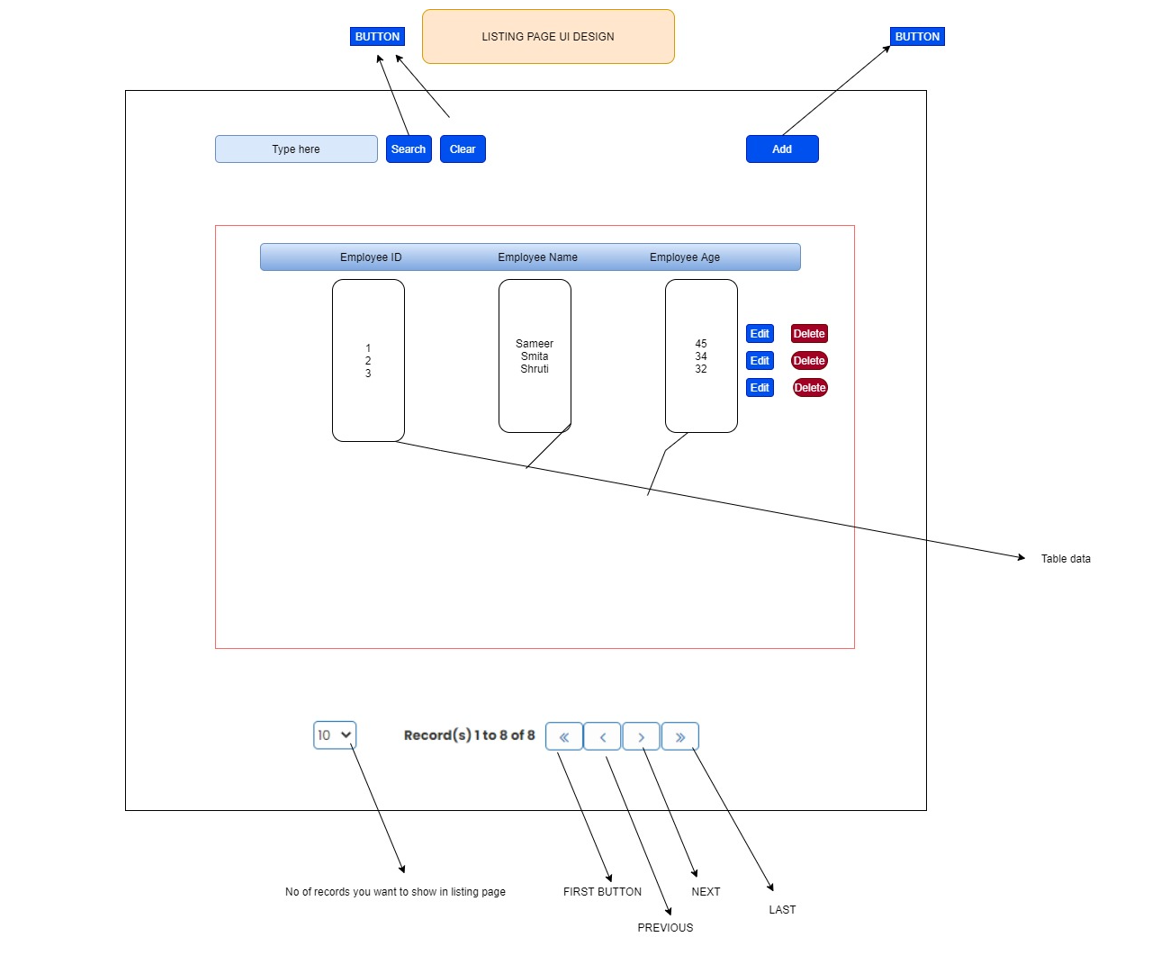 BUTTON
LISTING PAGE UI DESIGN
BUTTON
Type here
Search
Clear
Add
Employee ID
Employee Name
Employee Age
1
2
3
Sameer
Smita
Shruti
45
34
32
Edit
Delete
Edit
Delete
Edit
Delete
Table data
10
Record(s) 1 to 8 of 8
«
<
>
»
No of records you want to show in listing page
FIRST BUTTON
NEXT
LAST
PREVIOUS